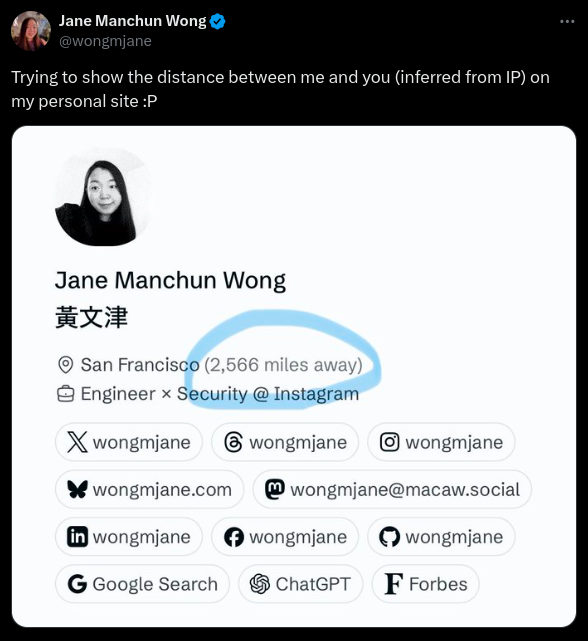 Jane Manchun Wong
@wongmjane
Trying to show the distance between me and you (inferred from IP) on
my personal site :P
Jane Manchun Wong
黃文津
San Francisco (2,566 miles away)
Engineer × Security @ Instagram
wongmjane wongmjane wongmjane
wongmjane.com wongmjane@macaw.social
wongmjane wongmjane wongmjane
Google Search ChatGPT Forbes